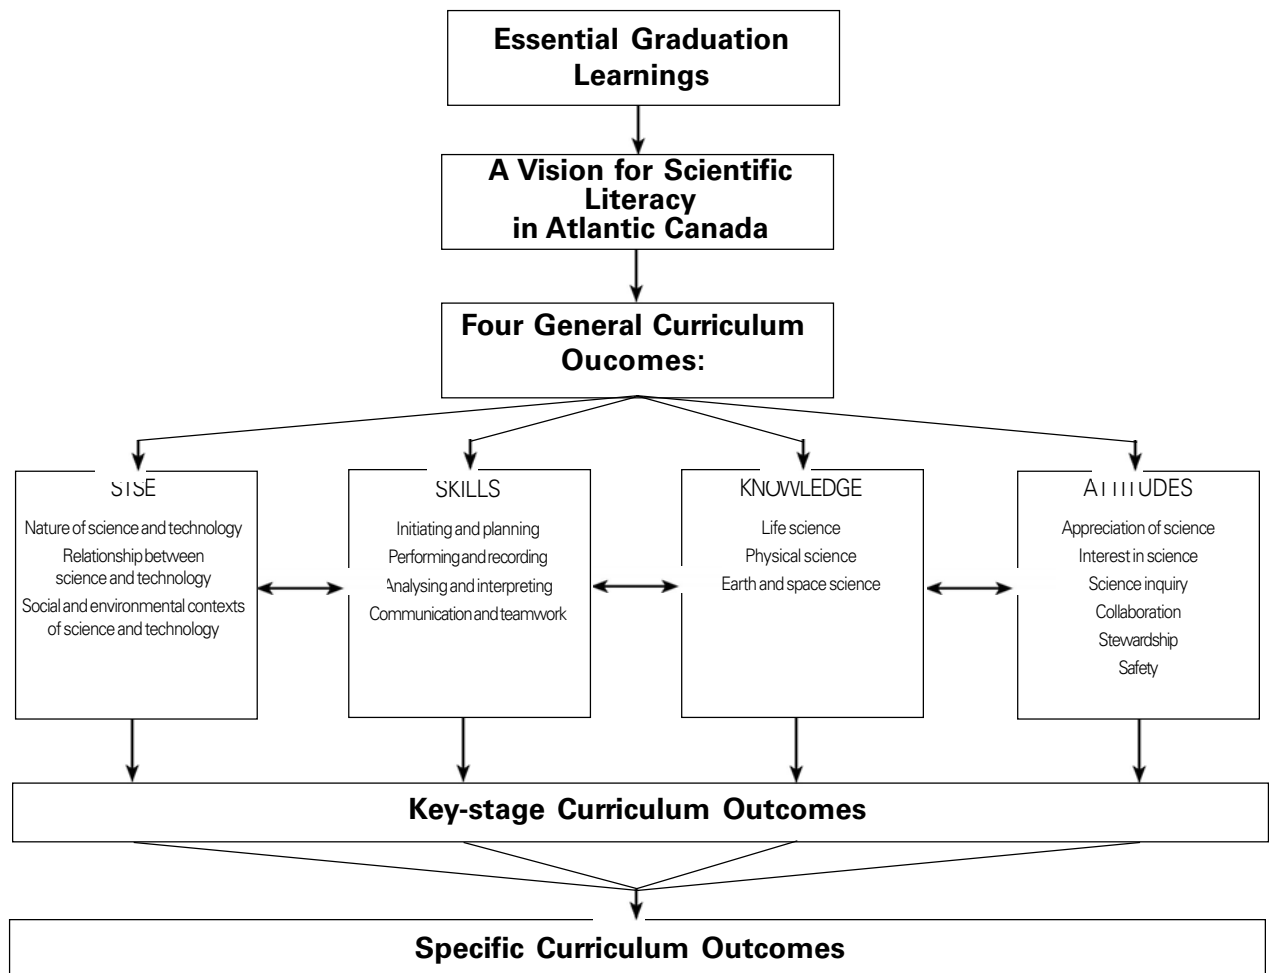 Essential Graduation
Learnings
A Vision for Scientific
Literacy
in Atlantic Canada
Four General Curriculum
Oucomes:
STSE
Nature of science and technology
Relationship between
science and technology
Social and environmental contexts
of science and technology
SKILLS
Initiating and planning
Performing and recording
Analysing and interpreting
Communication and teamwork
KNOWLEDGE
Life science
Physical science
Earth and space science
ATTITUDES
Appreciation of science
Interest in science
Science inquiry
Collaboration
Stewardship
Safety
Key-stage Curriculum Outcomes
Specific Curriculum Outcomes